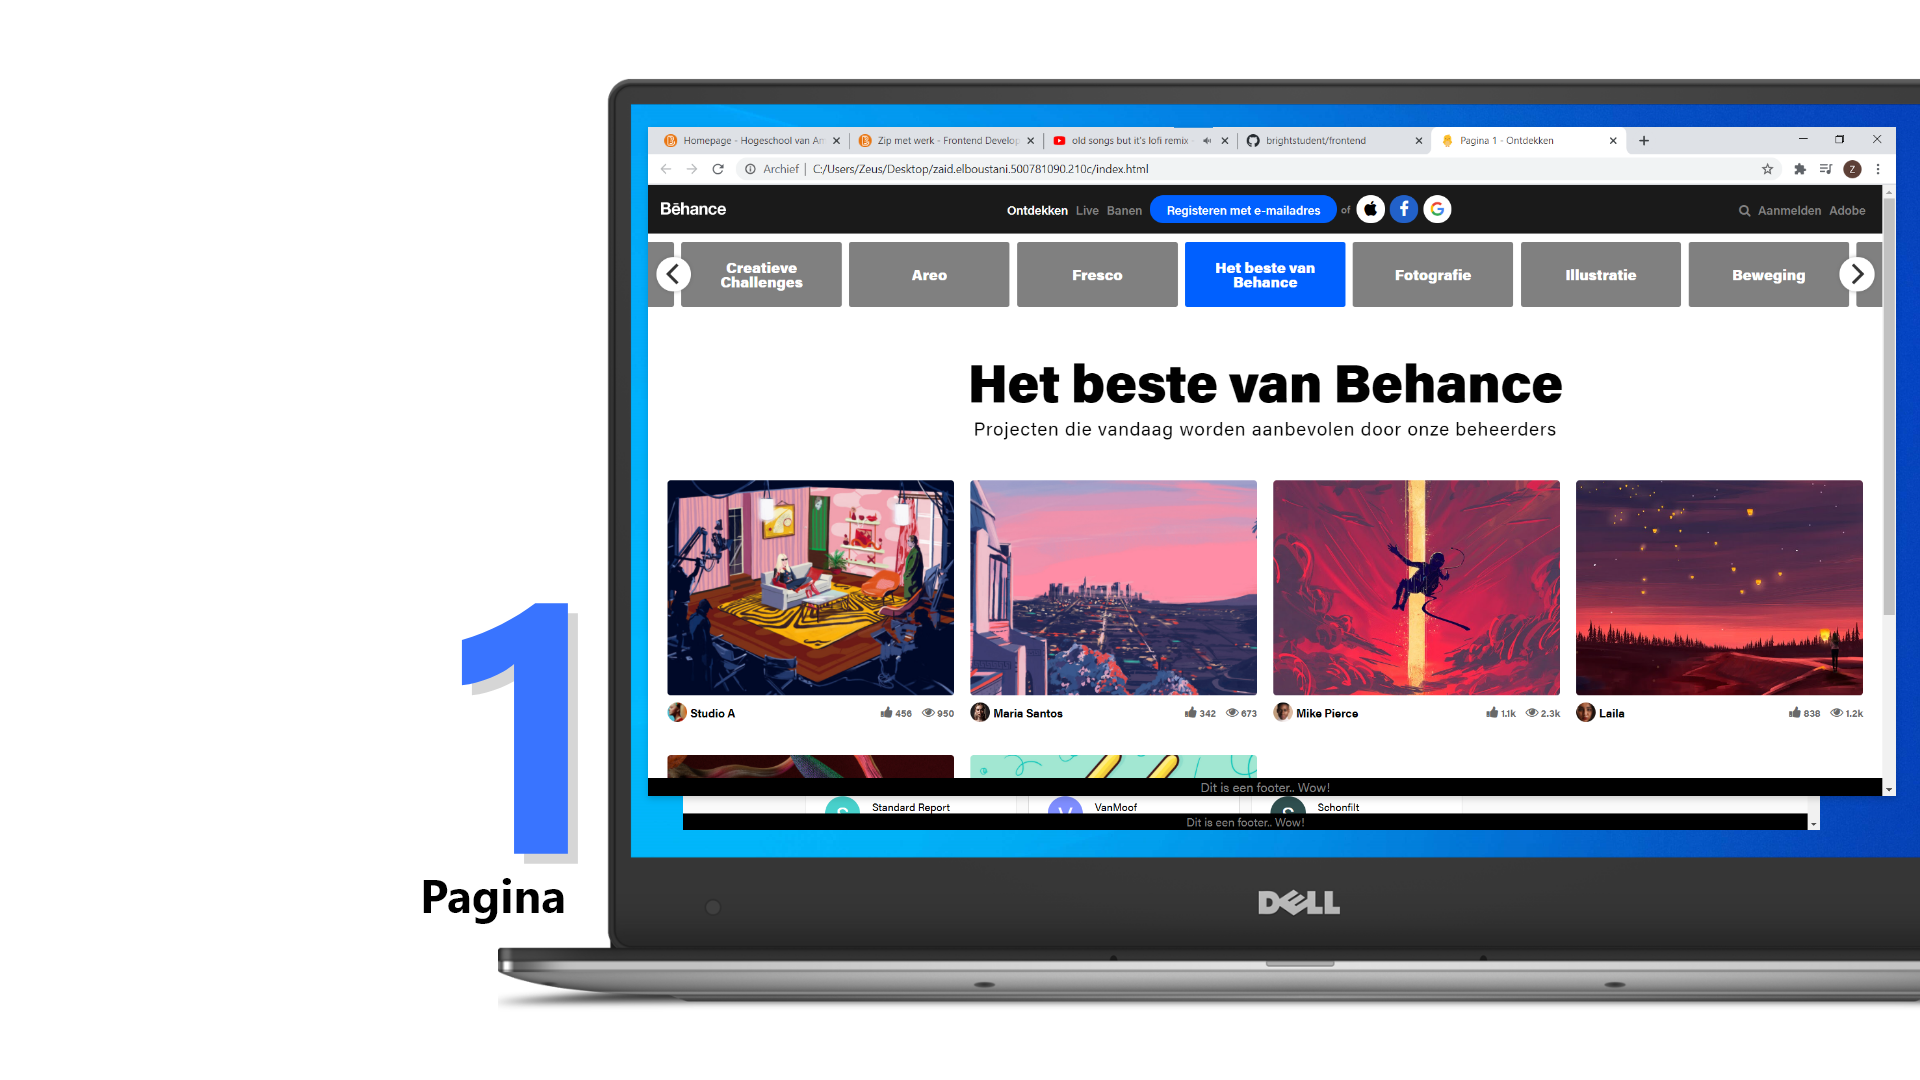 Homepage - Hogeschool van Am
Zip met werk - Frontend Develop
old songs but it's lofi remix -
brightstudent/frontend
Pagina 1 - Ontdekken
Archief | C:/Users/Zeus/Desktop/zaid.elboustani.500781090.210c/index.html
Z
Bēhance
Ontdekken Live Banen Registeren met e-mailadres of
Aanmelden Adobe
Creatieve
Challenges
Areo
Fresco
Het beste van
Behance
Fotografie
Illustratie
Beweging
Het beste van Behance
Projecten die vandaag worden aanbevolen door onze beheerders
Studio A 456 950
Maria Santos 342 673
Mike Pierce 1.1k 2.3k
Laila 838 1.2k
Dit is een footer.. Wow!
Standard Report
VanMoof
Schonfilt
Dit is een footer.. Wow!
1
Pagina
DELL